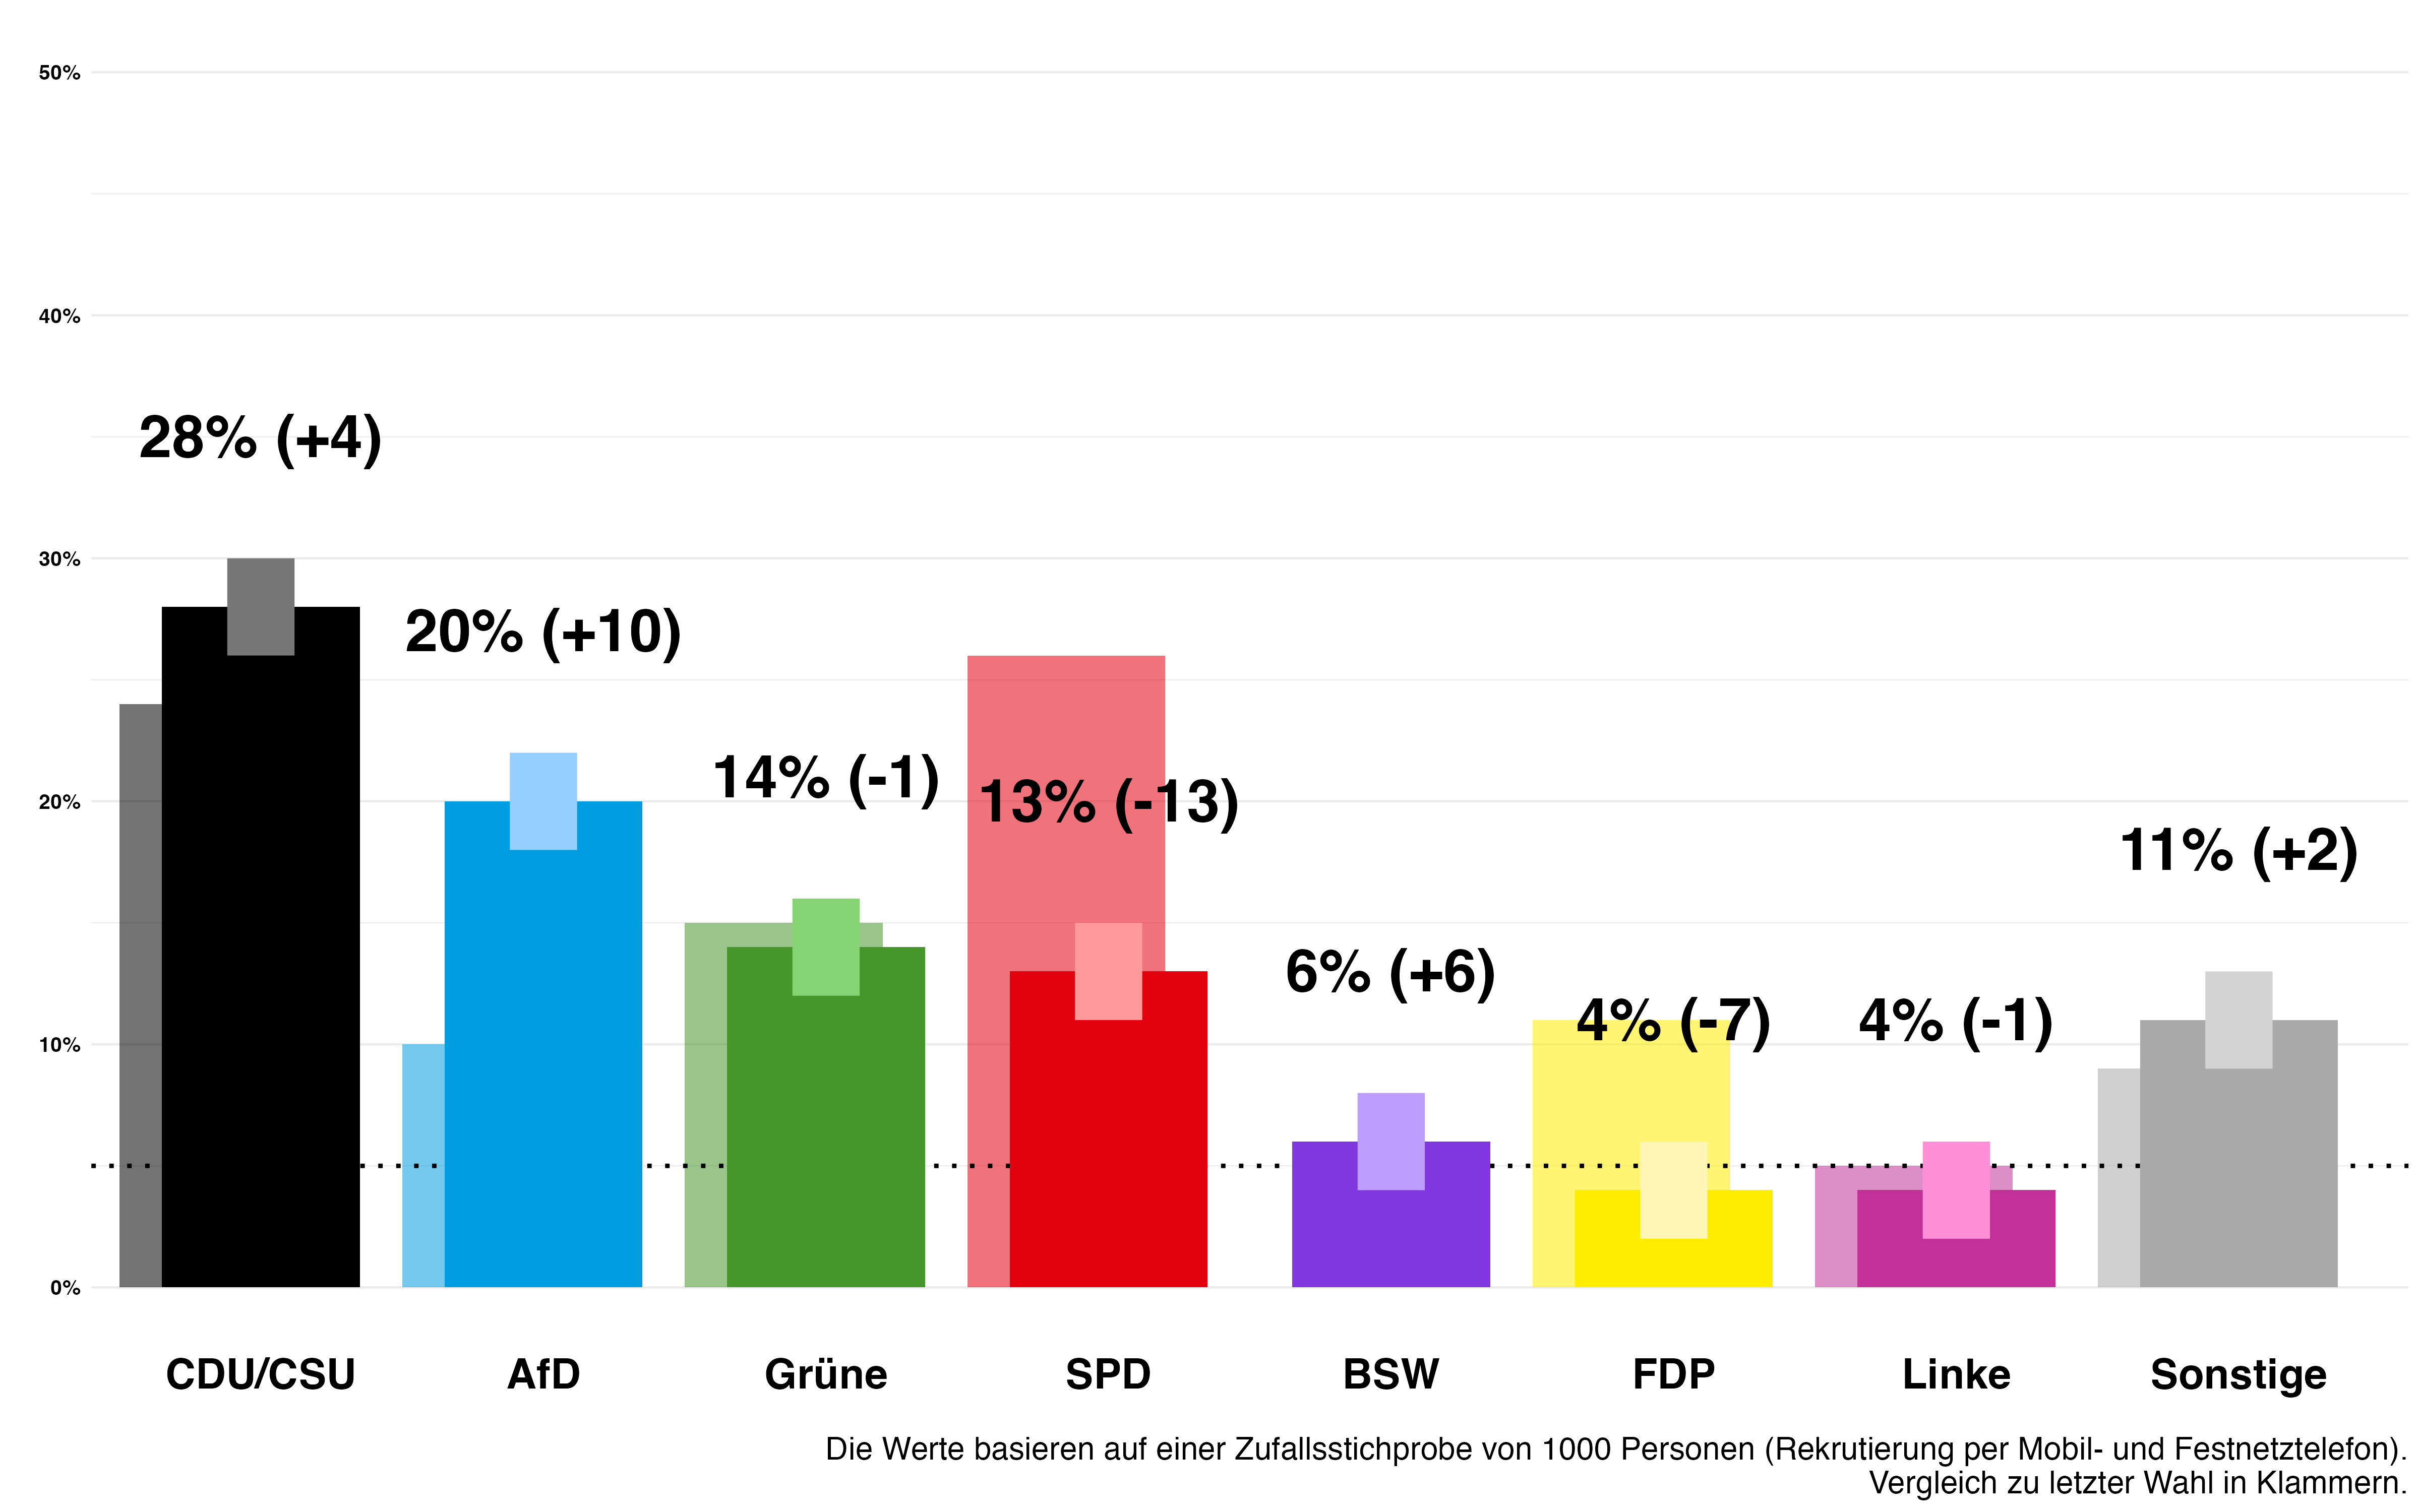 50%
40%
30%
20%
10%
0%
28% (+4)
20% (+10)
14% (-1)
13% (-13)
6% (+6)
4% (-7)
4% (-1)
11% (+2)
CDU/CSU
AfD
Grüne
SPD
BSW
FDP
Linke
Sonstige
Die Werte basieren auf einer Zufallsstichprobe von 1000 Personen (Rekrutierung per Mobil- und Festnetztelefon).
Vergleich zu letzter Wahl in Klammern.